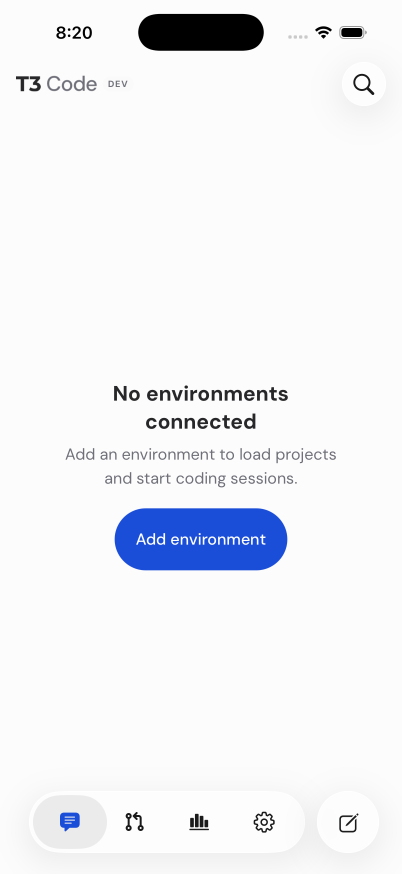 8:20
T3 Code DEV
No environments
connected
Add an environment to load projects
and start coding sessions.
Add environment